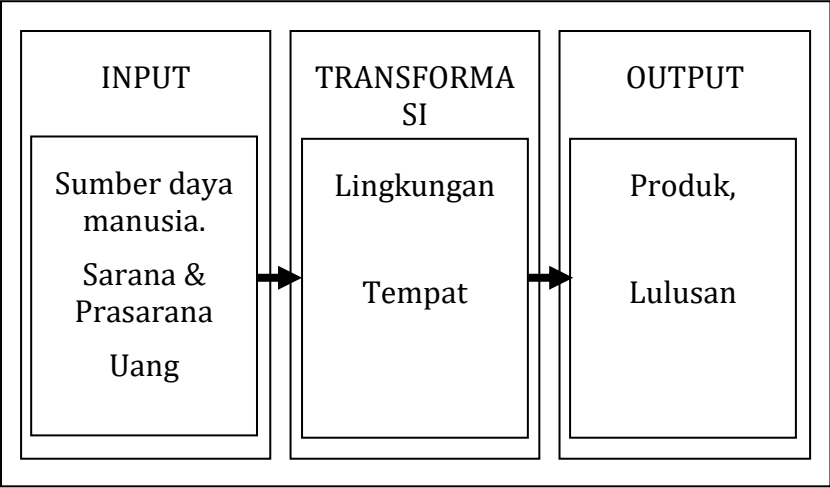 INPUT
Sumber daya
manusia.
Sarana &
Prasarana
Uang
TRANSFORMA
SI
Lingkungan
Tempat
OUTPUT
Produk,
Lulusan